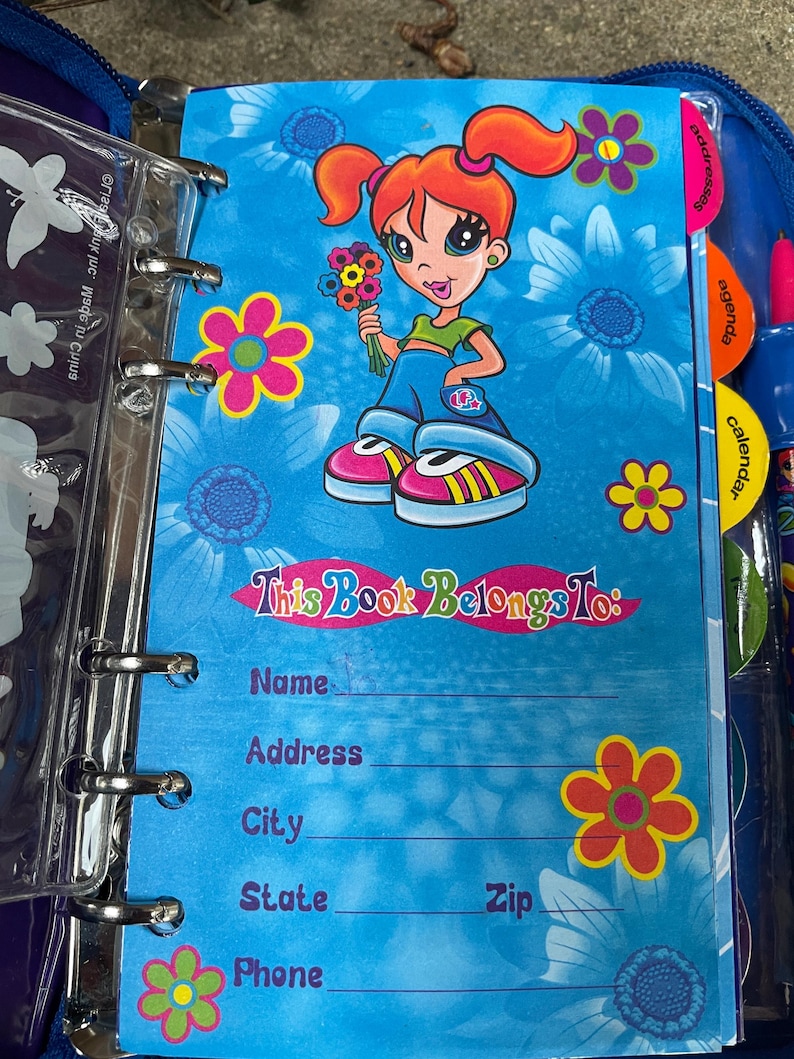 ©Lisa Frank Inc. Made in China
addresses
agenda
calendar
LF
This Book Belongs To:
Name
Address
City
State Zip
Phone